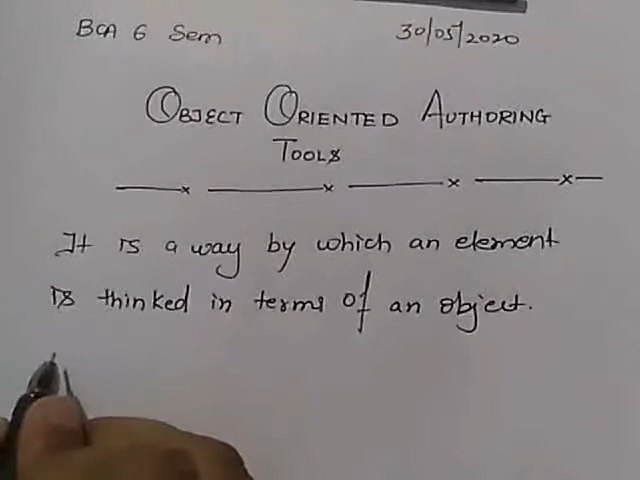 BCA 6 Sem
30/05/2020
OBJECT ORIENTED AUTHORING
TOOLS
It is a way by which an element
is thinked in terms of an object.